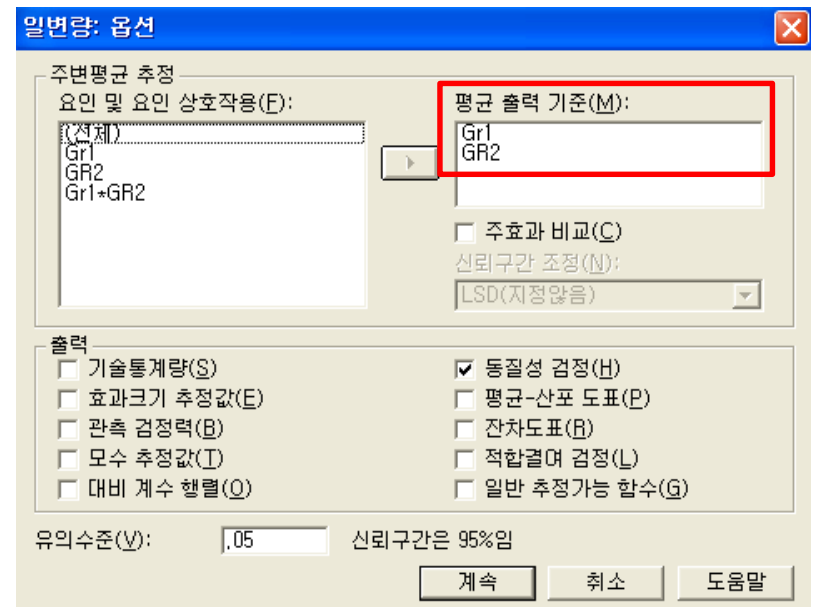 일변량: 옵션
주변평균 추정
요인 및 요인 상호작용(F):
(전체)
Gr1
GR2
Gr1*GR2
평균 출력 기준(M):
Gr1
GR2
주효과 비교(C)
신뢰구간 조정(N):
LSD(지정않음)
출력
기술통계량(S)
효과크기 추정값(E)
관측 검정력(B)
모수 추정값(T)
대비 계수 행렬(O)
동질성 검정(H)
평균-산포 도표(P)
잔차도표(R)
적합결여 검정(L)
일반 추정가능 함수(G)
유의수준(V): ,05 신뢰구간은 95%임
계속 취소 도움말